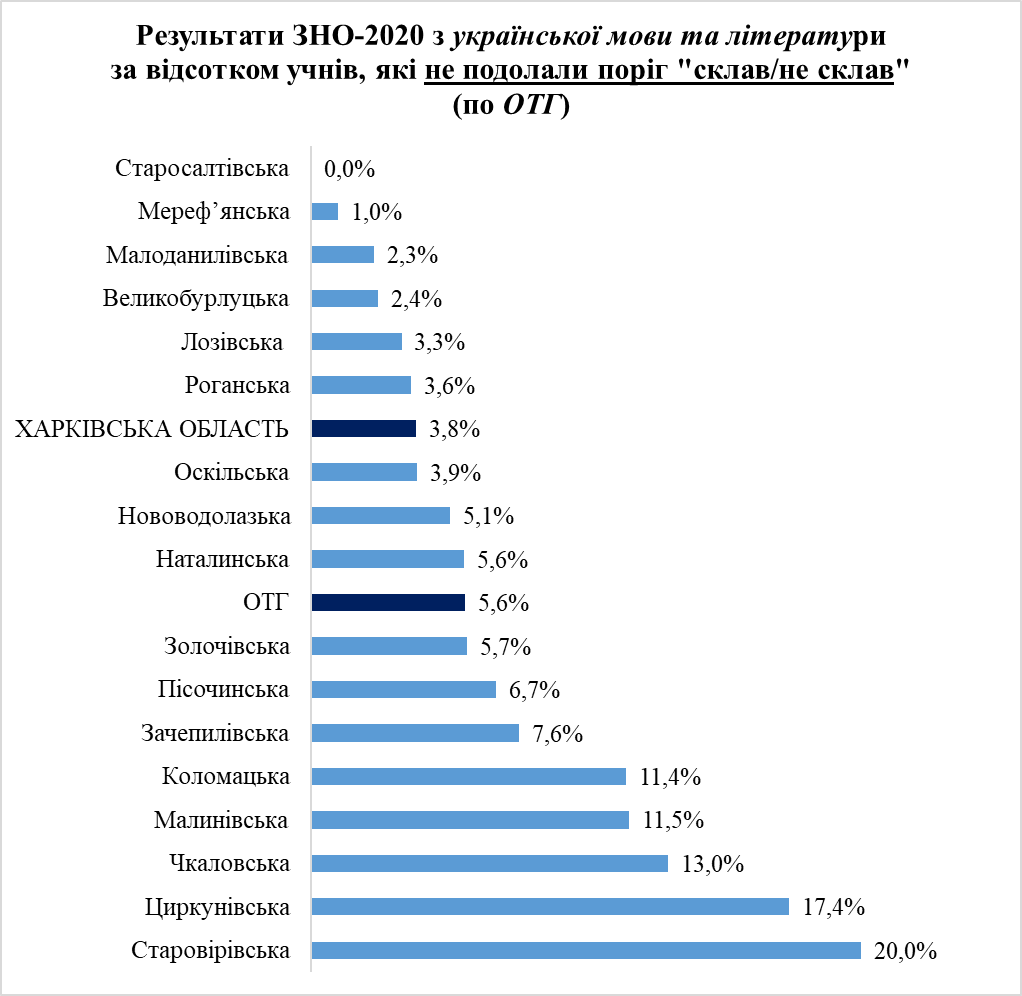 Результати ЗНО-2020 з української мови та літератури
за відсотком учнів, які не подолали поріг "склав/не склав"
(по ОТГ)
Старосалтівська 0,0%
Мереф’янська 1,0%
Малоданилівська 2,3%
Великобурлуцька 2,4%
Лозівська 3,3%
Роганська 3,6%
ХАРКІВСЬКА ОБЛАСТЬ 3,8%
Оскільська 3,9%
Нововодолазька 5,1%
Наталинська 5,6%
ОТГ 5,6%
Золочівська 5,7%
Пісочинська 6,7%
Зачепилівська 7,6%
Коломацька 11,4%
Малинівська 11,5%
Чкаловська 13,0%
Циркунівська 17,4%
Старовірівська 20,0%